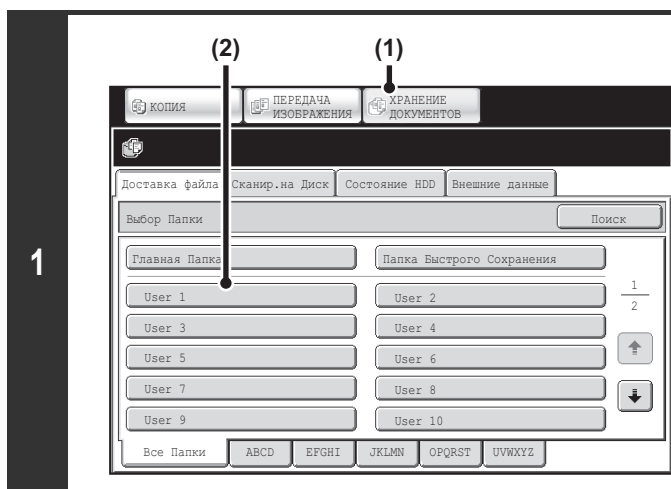 (2) (1)
КОПИЯ ПЕРЕДАЧА ИЗОБРАЖЕНИЯ ХРАНЕНИЕ ДОКУМЕНТОВ
Доставка файла Сканир.на Диск Состояние HDD Внешние данные
Выбор Папки Поиск
1
Главная Папка Папка Быстрого Сохранения
User 1 User 2
1
2
User 3 User 4
User 5 User 6
User 7 User 8
User 9 User 10
Все Папки ABCD EFGHI JKLMN OPQRST UVWXYZ